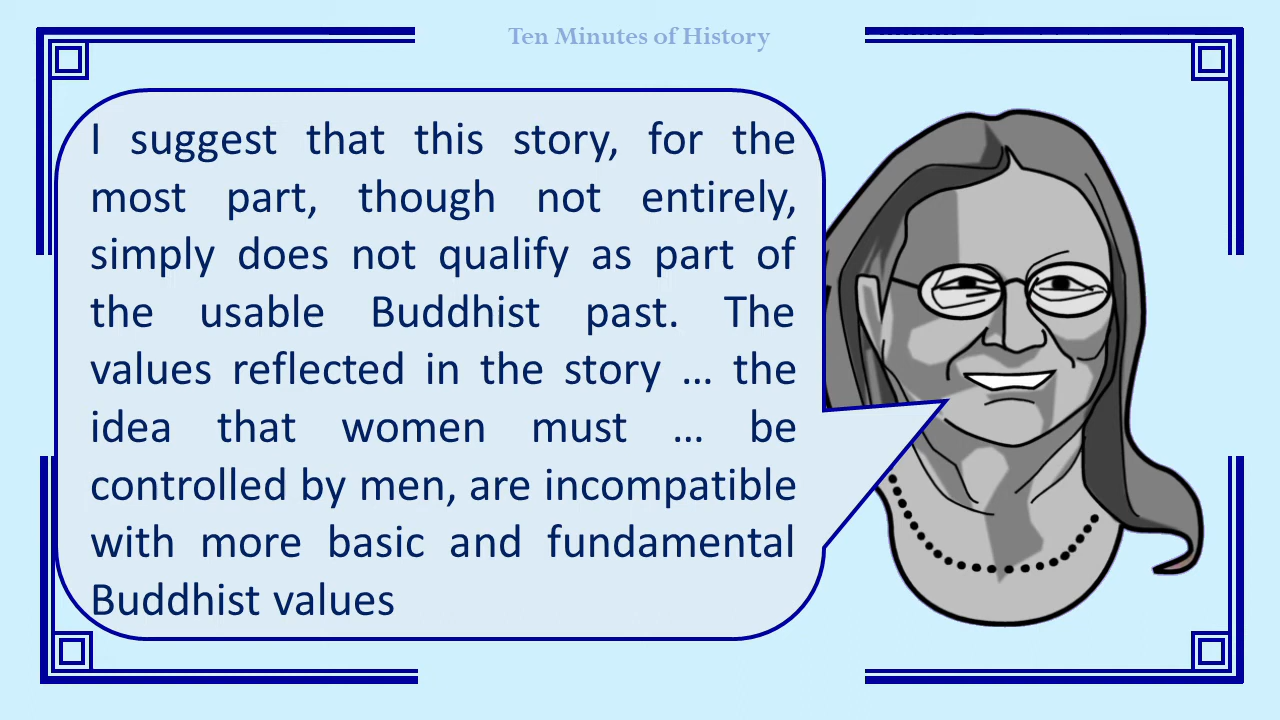 Ten Minutes of History
I suggest that this story, for the
most part, though not entirely,
simply does not qualify as part of
the usable Buddhist past. The
values reflected in the story … the
idea that women must … be
controlled by men, are incompatible
with more basic and fundamental
Buddhist values